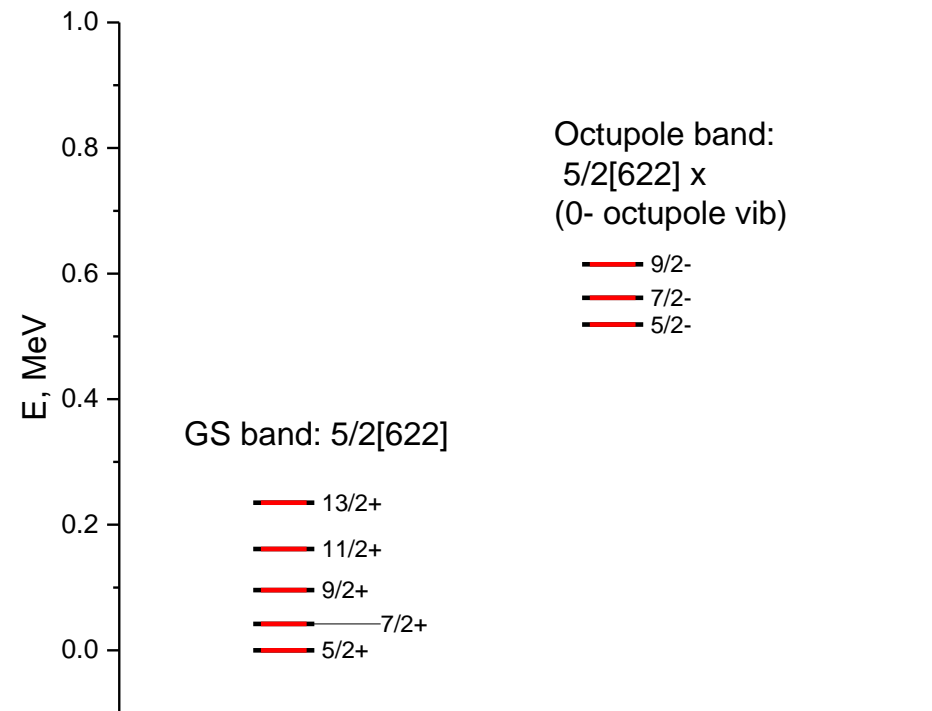 1.0
0.8
0.6
0.4
0.2
0.0
E, MeV
Octupole band:
5/2[622] x
(0- octupole vib)
9/2-
7/2-
5/2-
GS band: 5/2[622]
13/2+
11/2+
9/2+
7/2+
5/2+